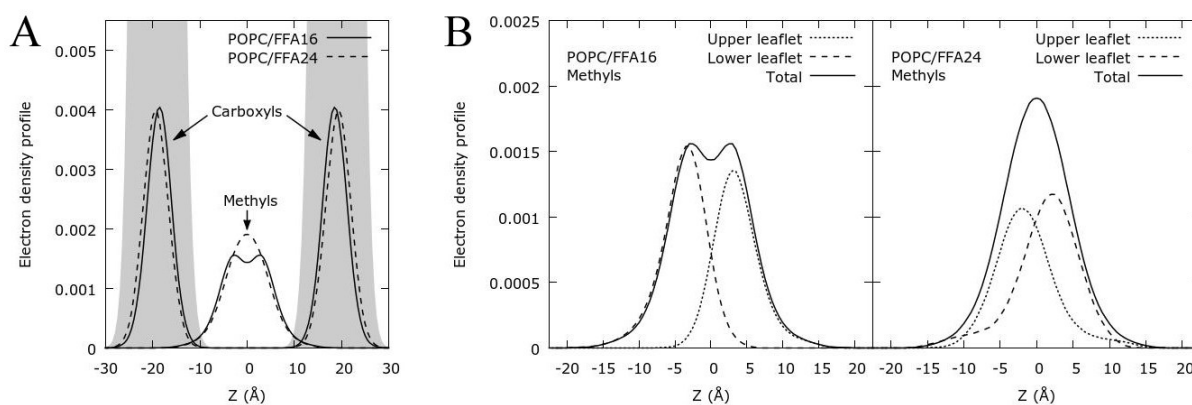 A
POPC/FFA16
POPC/FFA24
Carboxyls
Methyls
0.005
0.004
0.003
0.002
0.001
0
-30 -20 -10 0 10 20 30
Z (Å)
Electron density profile
B
0.0025
0.002
0.0015
0.001
0.0005
0
Electron density profile
POPC/FFA16
Methyls
Upper leaflet
Lower leaflet
Total
-20 -15 -10 -5 0 5 10 15 20
Z (Å)
POPC/FFA24
Methyls
Upper leaflet
Lower leaflet
Total
-20 -15 -10 -5 0 5 10 15 20
Z (Å)